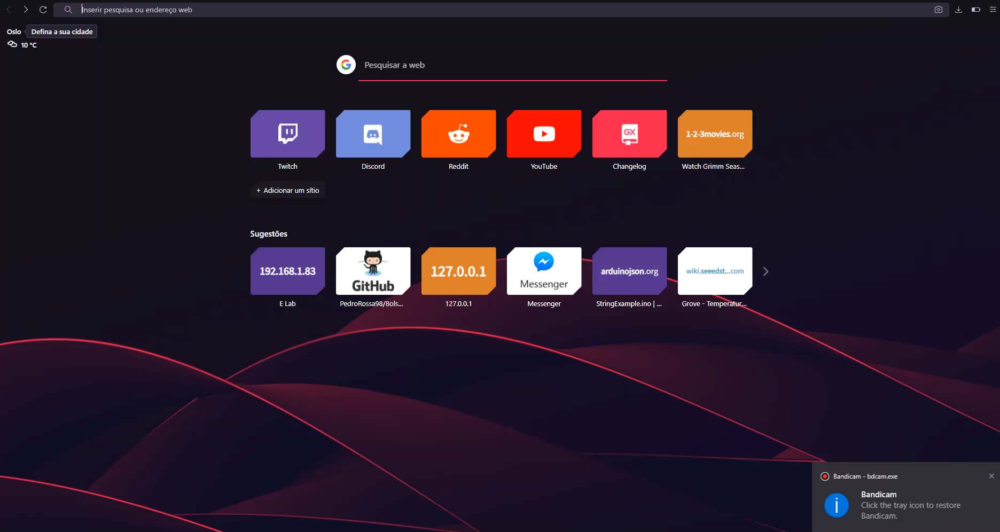 Inserir pesquisa ou endereço web
Oslo
Defina a sua cidade
10 °C
Pesquisar a web
1-2-3movies.org
Twitch
Discord
Reddit
YouTube
GX
Changelog
Watch Grimm Seas...
+ Adicionar um sítio
Sugestões
192.168.1.83
GitHub
127.0.0.1
Messenger
arduinojson.org
wiki.seeedst...com
E Lab
PedroRossa98/Bols...
127.0.0.1
Messenger
StringExample.ino | ...
Grove - Temperatur...
Bandicam - bdcam.exe
Bandicam
Click the tray icon to restore
Bandicam.